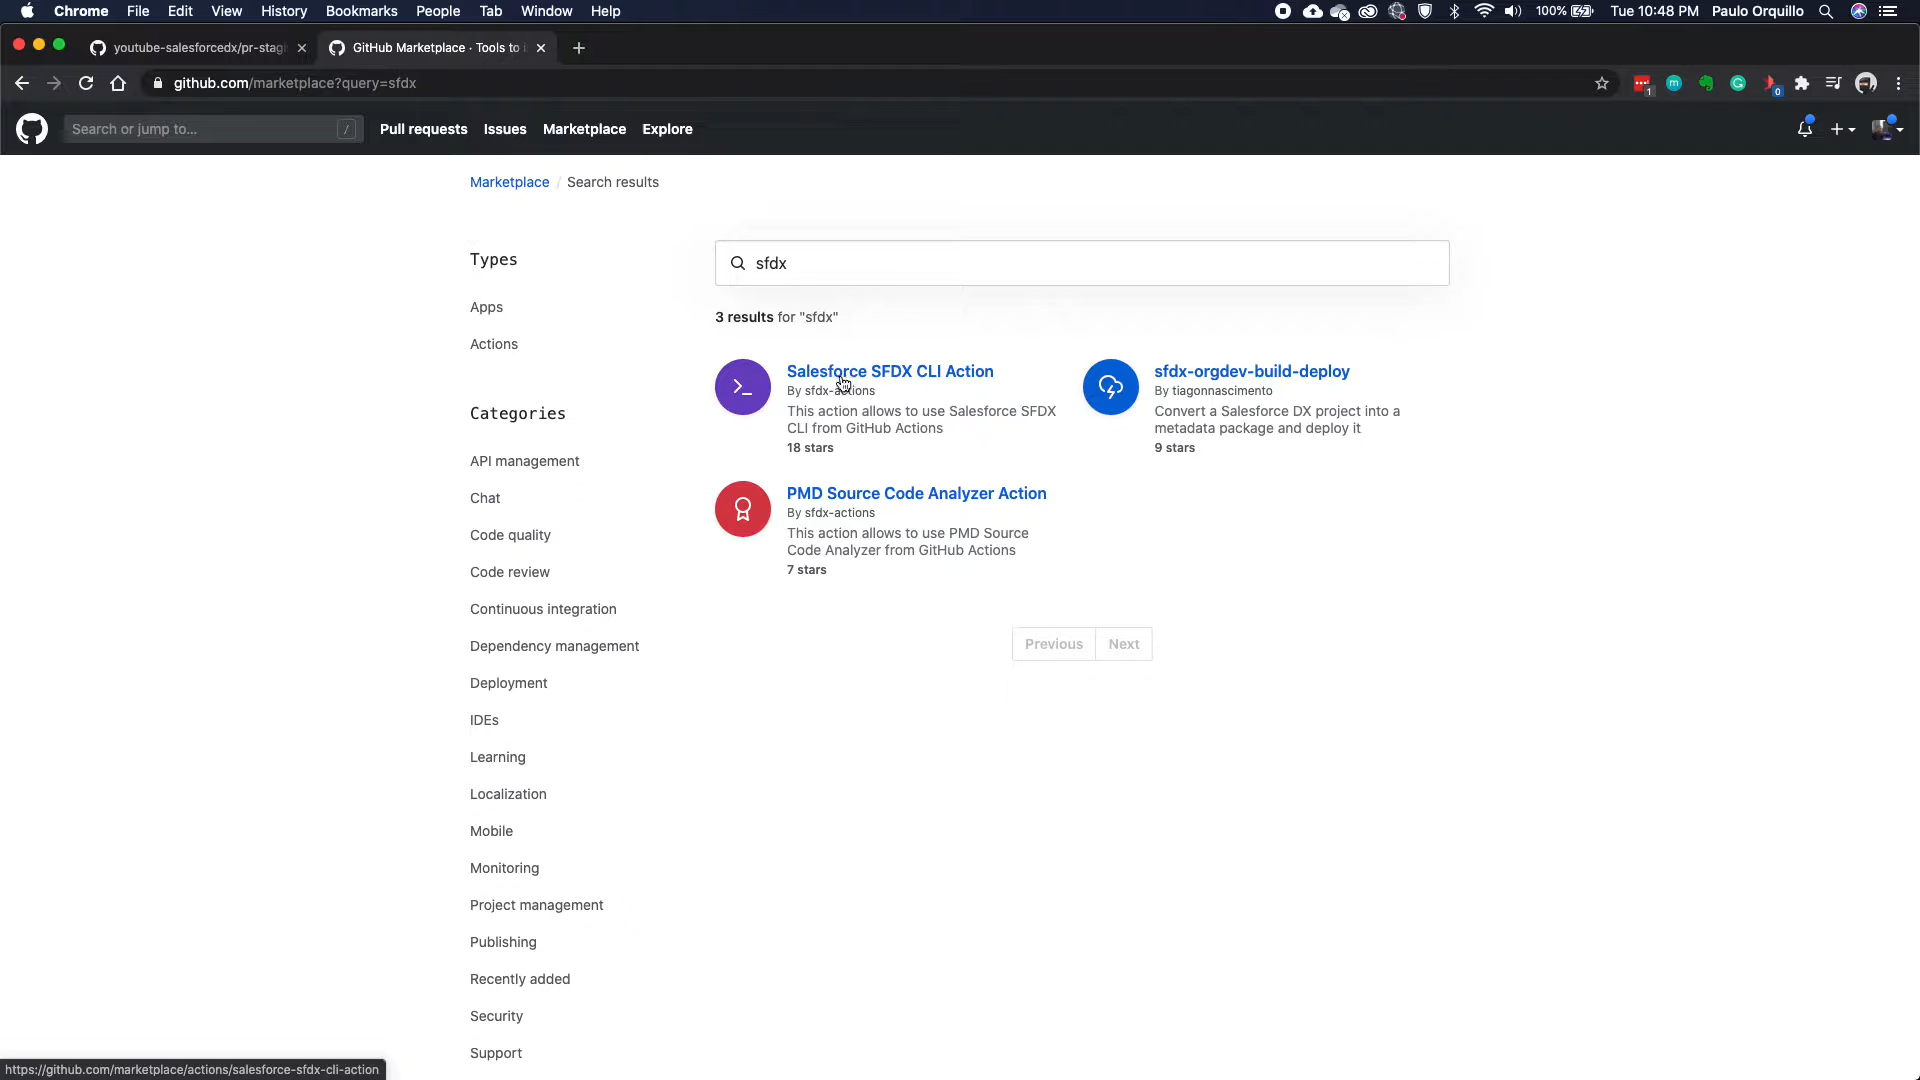 Chrome File Edit View History Bookmarks People Tab Window Help
100% Tue 10:48 PM Paulo Orquillo
youtube-salesforcedx/pr-stag
GitHub Marketplace · Tools to
github.com/marketplace?query=sfdx
1
m
0
Search or jump to... /
Pull requests Issues Marketplace Explore
Marketplace / Search results
Types
Apps
Actions
Categories
API management
Chat
Code quality
Code review
Continuous integration
Dependency management
Deployment
IDEs
Learning
Localization
Mobile
Monitoring
Project management
Publishing
Recently added
Security
Support
sfdx
3 results for "sfdx"
Salesforce SFDX CLI Action
By sfdx-actions
This action allows to use Salesforce SFDX
CLI from GitHub Actions
18 stars
sfdx-orgdev-build-deploy
By tiagonnascimento
Convert a Salesforce DX project into a
metadata package and deploy it
9 stars
PMD Source Code Analyzer Action
By sfdx-actions
This action allows to use PMD Source
Code Analyzer from GitHub Actions
7 stars
Previous Next
https://github.com/marketplace/actions/salesforce-sfdx-cli-action